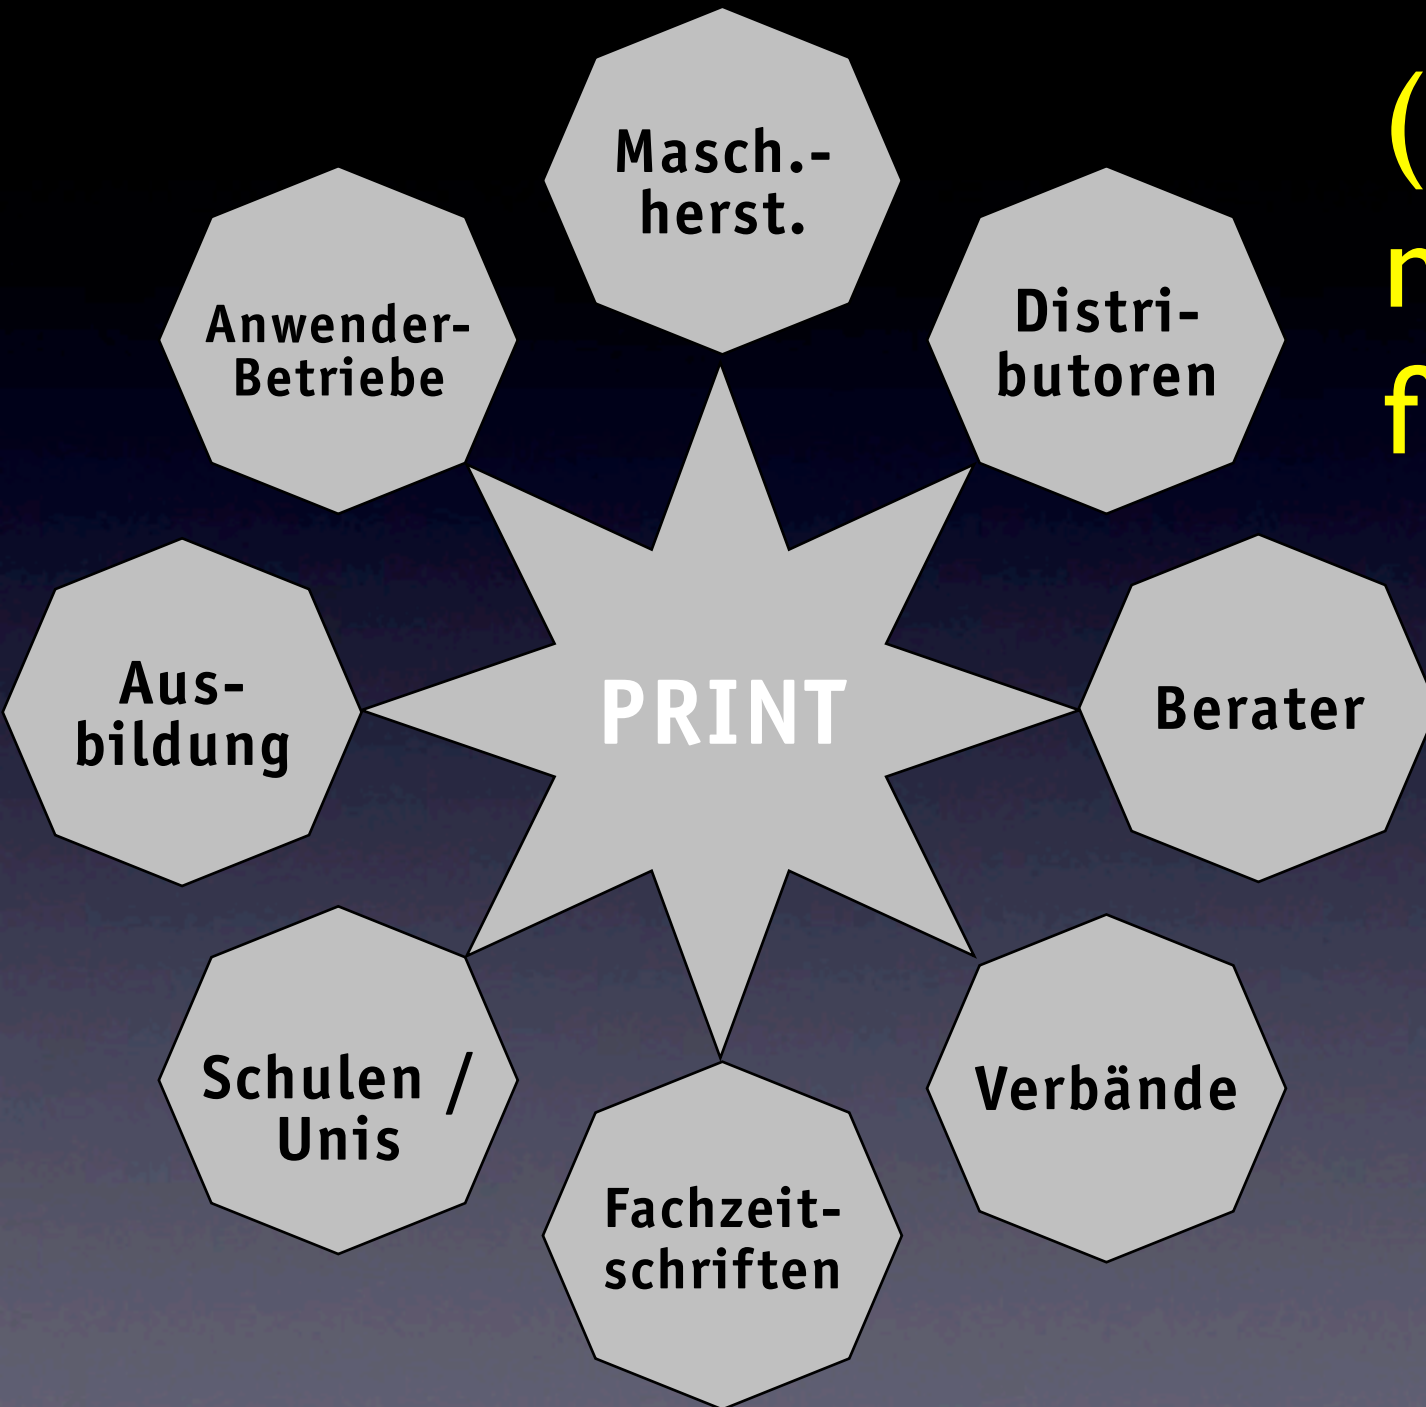 Masch.-
herst.
Distri-
butoren
Anwender-
Betriebe
Aus-
bildung
PRINT
Berater
Schulen /
Unis
Verbände
Fachzeit-
schriften
(
f